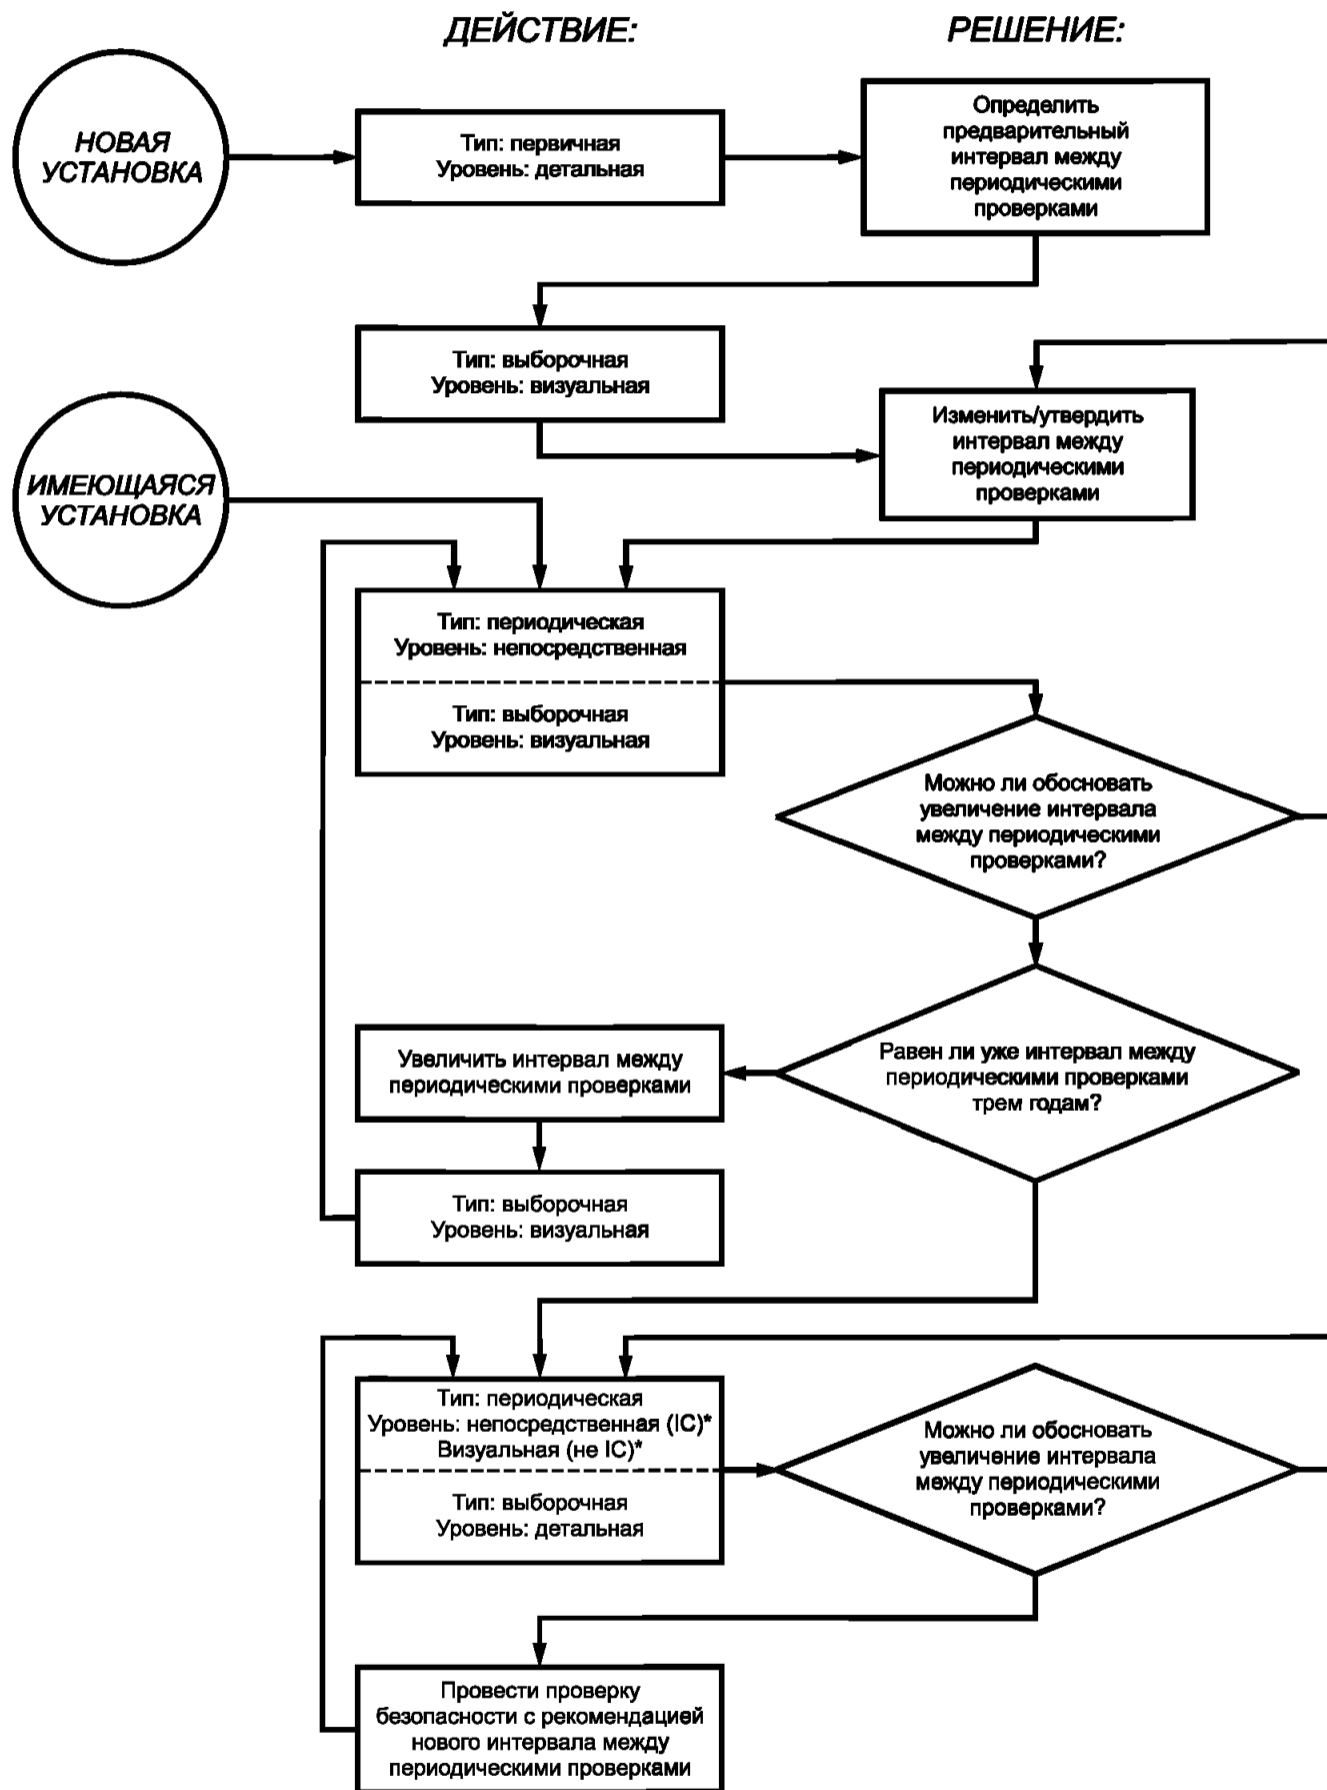 ДЕЙСТВИЕ:
РЕШЕНИЕ:
НОВАЯ
УСТАНОВКА
Тип: первичная
Уровень: детальная
Определить
предварительный
интервал между
периодическими
проверками
Тип: выборочная
Уровень: визуальная
Изменить/утвердить
интервал между
периодическими
проверками
ИМЕЮЩАЯСЯ
УСТАНОВКА
Тип: периодическая
Уровень: непосредственная
Тип: выборочная
Уровень: визуальная
Можно ли обосновать
увеличение интервала
между периодическими
проверками?
Равен ли уже интервал между
периодическими проверками
трем годам?
Увеличить интервал между
периодическими проверками
Тип: выборочная
Уровень: визуальная
Тип: периодическая
Уровень: непосредственная (IC)*
Визуальная (не IC)*
Тип: выборочная
Уровень: детальная
Можно ли обосновать
увеличение интервала
между периодическими
проверками?
Провести проверку
безопасности с рекомендацией
нового интервала между
периодическими проверками